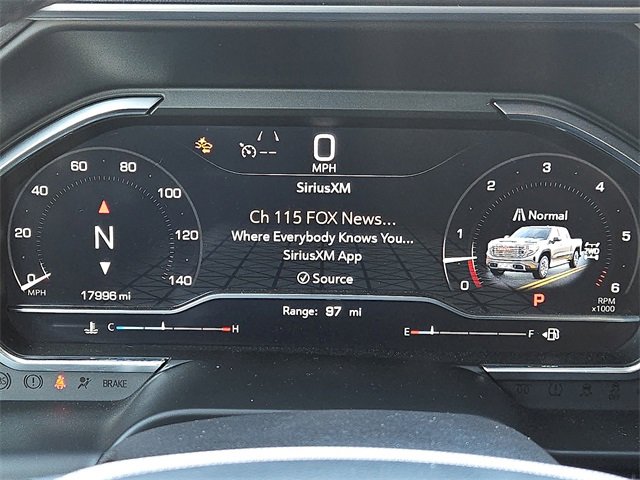 0
MPH
SiriusXM
Ch 115 FOX News...
Where Everybody Knows You...
SiriusXM App
Source
Range: 97 mi
0
20
40
60
80
100
120
140
MPH
N
17996 mi
0
1
2
3
4
5
6
Normal
P
RPM
x1000
C H
E F
BRAKE